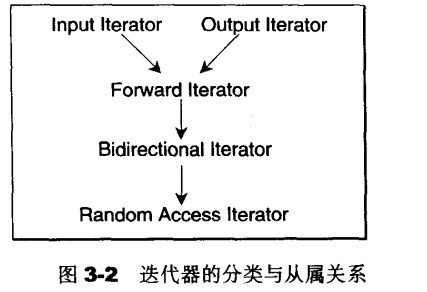 Input Iterator Output Iterator
Forward Iterator
Bidirectional Iterator
Random Access Iterator
图 3-2 迭代器的分类与从属关系